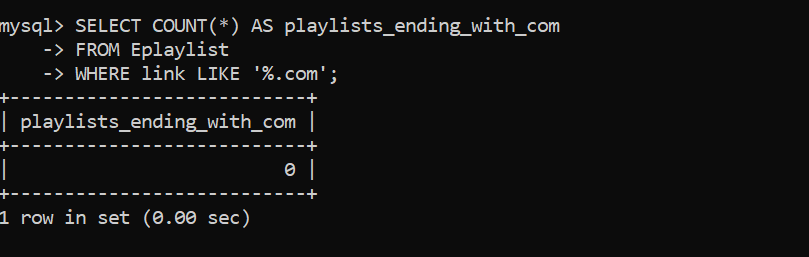 mysql> SELECT COUNT(*) AS playlists_ending_with_com
    -> FROM Eplaylist
    -> WHERE link LIKE '%.com';
+---------------------------+
| playlists_ending_with_com |
+---------------------------+
|                         0 |
+---------------------------+
1 row in set (0.00 sec)